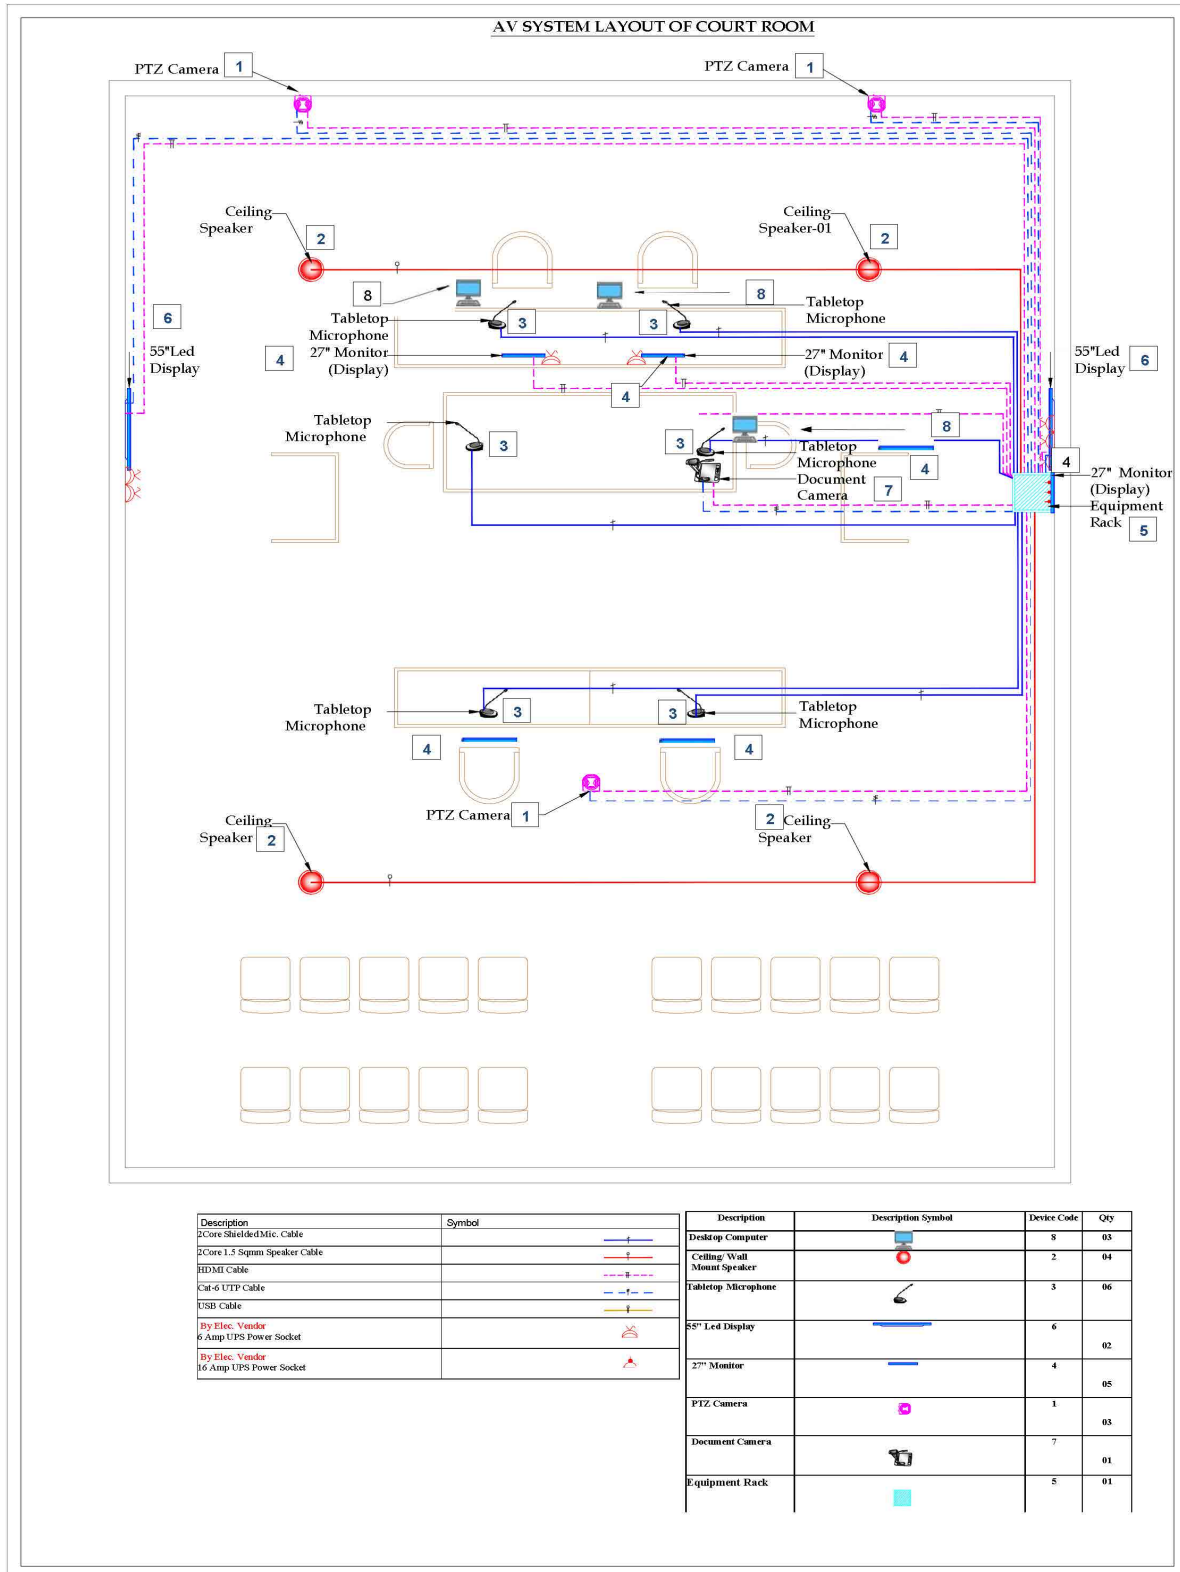 AV SYSTEM LAYOUT OF COURT ROOM
PTZ Camera 1
PTZ Camera 1
Ceiling
Speaker
2
Ceiling
Speaker-01
2
8
8
Tabletop
Microphone
Tabletop
Microphone
3
3
27" Monitor
(Display)
4
27" Monitor
(Display)
4
4
6
55"Led
Display
55"Led
Display
6
Tabletop
Microphone
3
3
8
Tabletop
Microphone
Document
Camera
7
4
4
27" Monitor
(Display)
Equipment
Rack
5
Tabletop
Microphone
3
3
Tabletop
Microphone
4
4
PTZ Camera 1
Ceiling
Speaker 2
2 Ceiling
Speaker
Description Symbol
2Core Shielded Mic. Cable
2Core 1.5 Sqmm Speaker Cable
HDMI Cable
Cat-6 UTP Cable
USB Cable
By Elec. Vendor
6 Amp UPS Power Socket
By Elec. Vendor
16 Amp UPS Power Socket
Description Description Symbol Device Code Qty
Desktop Computer 8 03
Ceiling/ Wall
Mount Speaker 2 04
Tabletop Microphone 3 06
55" Led Display 6 02
27" Monitor 4 05
PTZ Camera 1 03
Document Camera 7 01
Equipment Rack 5 01